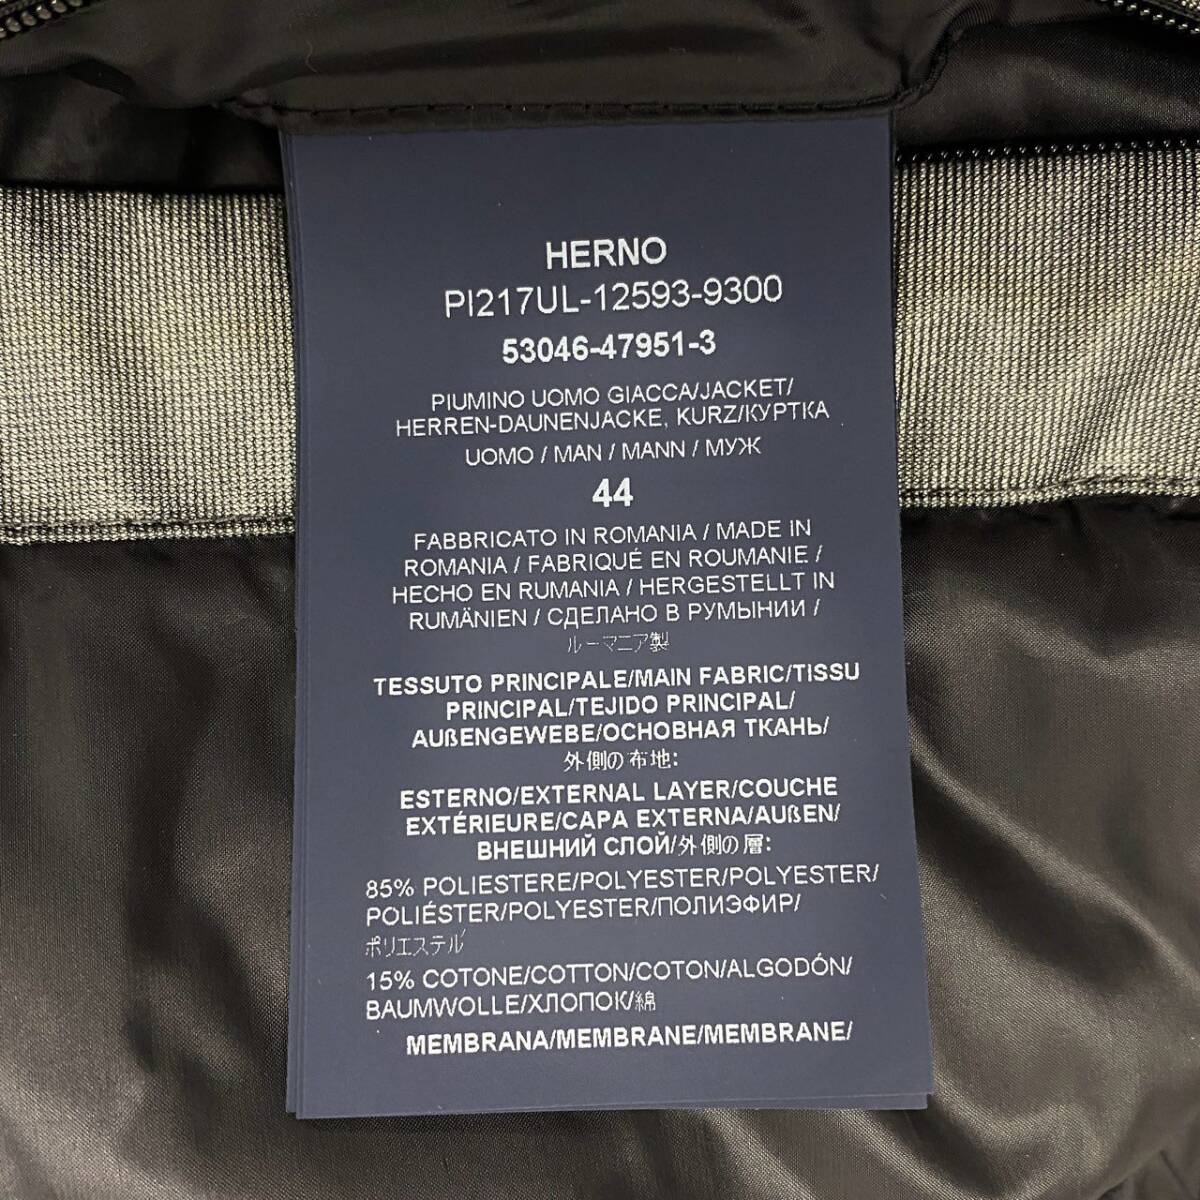 HERNO
PI217UL-12593-9300
53046-47951-3
PIUMINO UOMO GIACCA/JACKET/
HERREN-DAUNENJACKE, KURZ/КУРТКА
UOMO / MAN / MANN / МУЖ
44
FABBRICATO IN ROMANIA / MADE IN
ROMANIA / FABRIQUÉ EN ROUMANIE /
HECHO EN RUMANIA / HERGESTELLT IN
RUMÄNIEN / СДЕЛАНО В РУМЫНИИ /
ルーマニア製
TESSUTO PRINCIPALE/MAIN FABRIC/TISSU
PRINCIPAL/TEJIDO PRINCIPAL/
AUßENGEWEBE/ОСНОВНАЯ ТКАНЬ/
外側の布地:
ESTERNO/EXTERNAL LAYER/COUCHE
EXTÉRIEURE/CAPA EXTERNA/AUßEN/
ВНЕШНИЙ СЛОЙ/外側の層:
85% POLIESTERE/POLYESTER/POLYESTER/
POLIÉSTER/POLYESTER/ПОЛИЭФИР/
ポリエステル
15% COTONE/COTTON/COTON/ALGODÓN/
BAUMWOLLE/ХЛОПОК/綿
MEMBRANA/MEMBRANE/MEMBRANE/